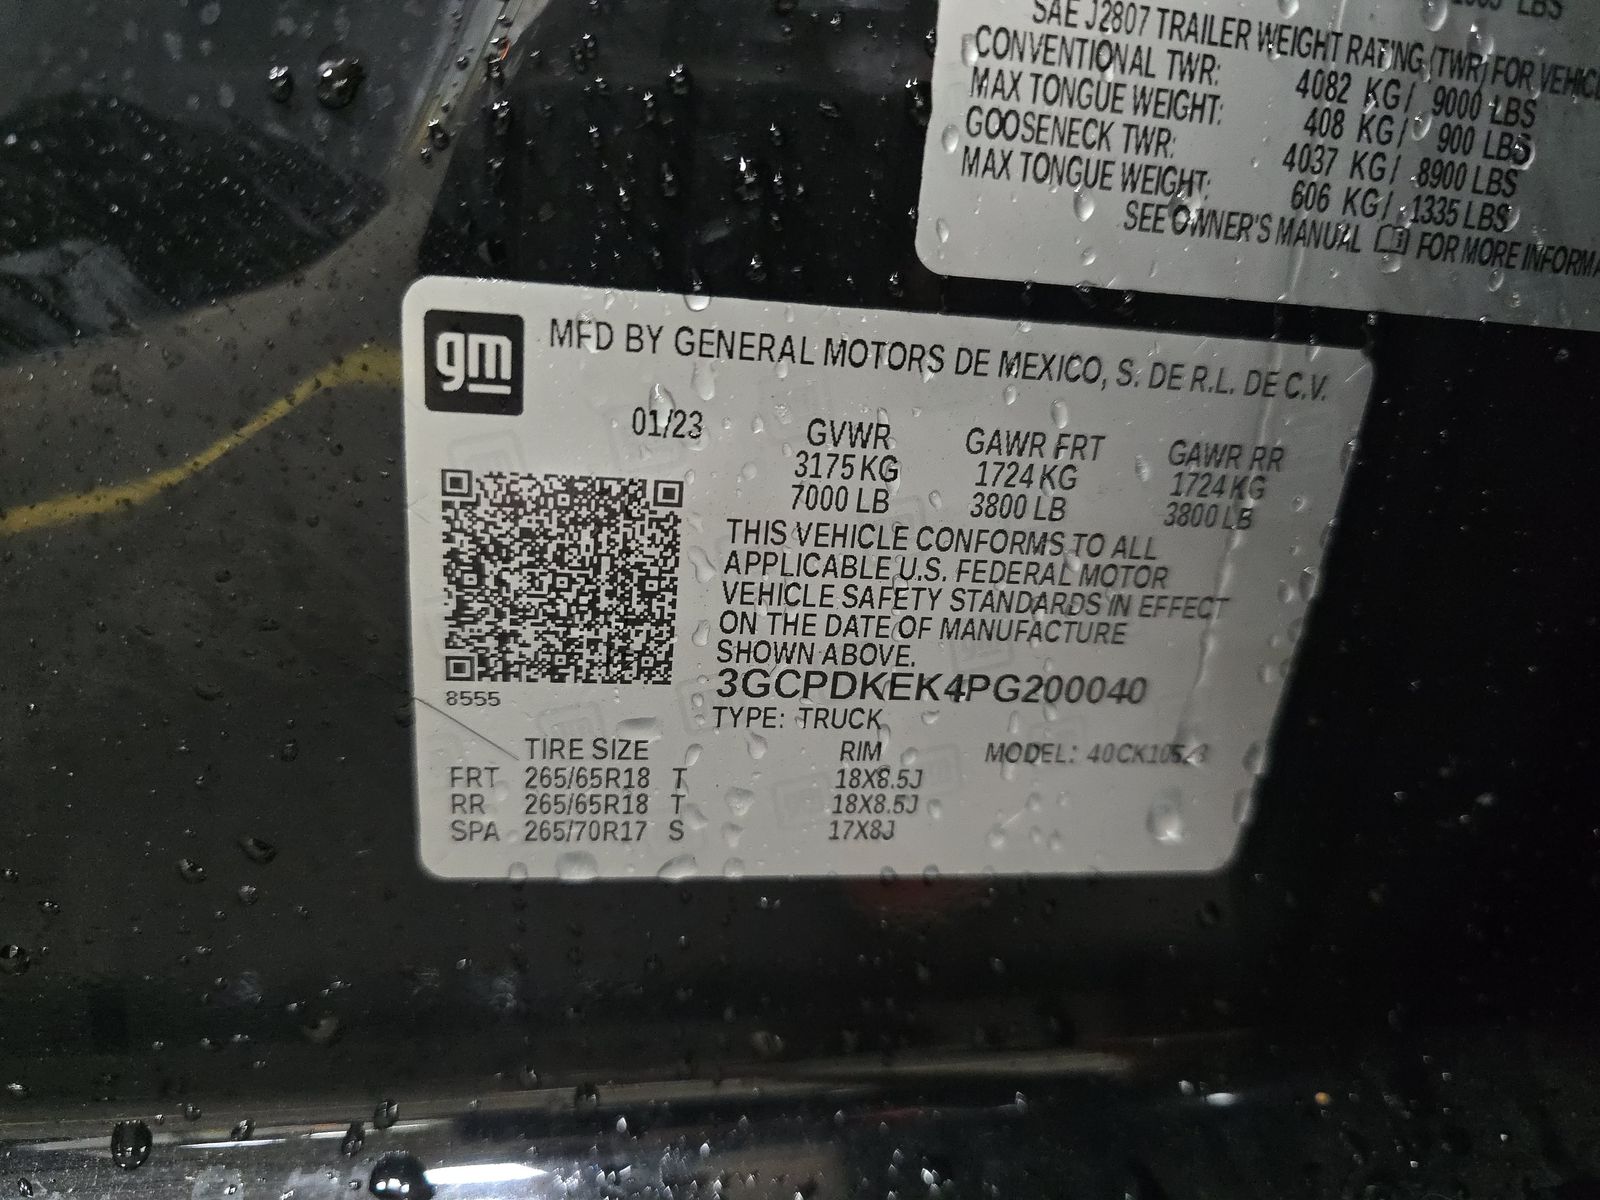 SAE J2807 TRAILER WEIGHT RATING (TWR) FOR VEHIC
CONVENTIONAL TWR: 4082 KG/ 9000 LBS
MAX TONGUE WEIGHT: 408 KG/ 900 LBS
GOOSENECK TWR: 4037 KG/ 8900 LBS
MAX TONGUE WEIGHT: 606 KG/ 1335 LBS
SEE OWNER'S MANUAL FOR MORE INFORMA
gm
MFD BY GENERAL MOTORS DE MEXICO, S. DE R.L. DE C.V.
01/23 GVWR GAWR FRT GAWR RR
3175 KG 1724 KG 1724 KG
7000 LB 3800 LB 3800 LB
THIS VEHICLE CONFORMS TO ALL
APPLICABLE U.S. FEDERAL MOTOR
VEHICLE SAFETY STANDARDS IN EFFECT
ON THE DATE OF MANUFACTURE
SHOWN ABOVE.
3GCPDKEK4PG200040
8555
TYPE: TRUCK
TIRE SIZE RIM MODEL:
FRT 265/65R18 T 18X8.5J
RR 265/65R18 T 18X8.5J
SPA 265/70R17 S 17X8J